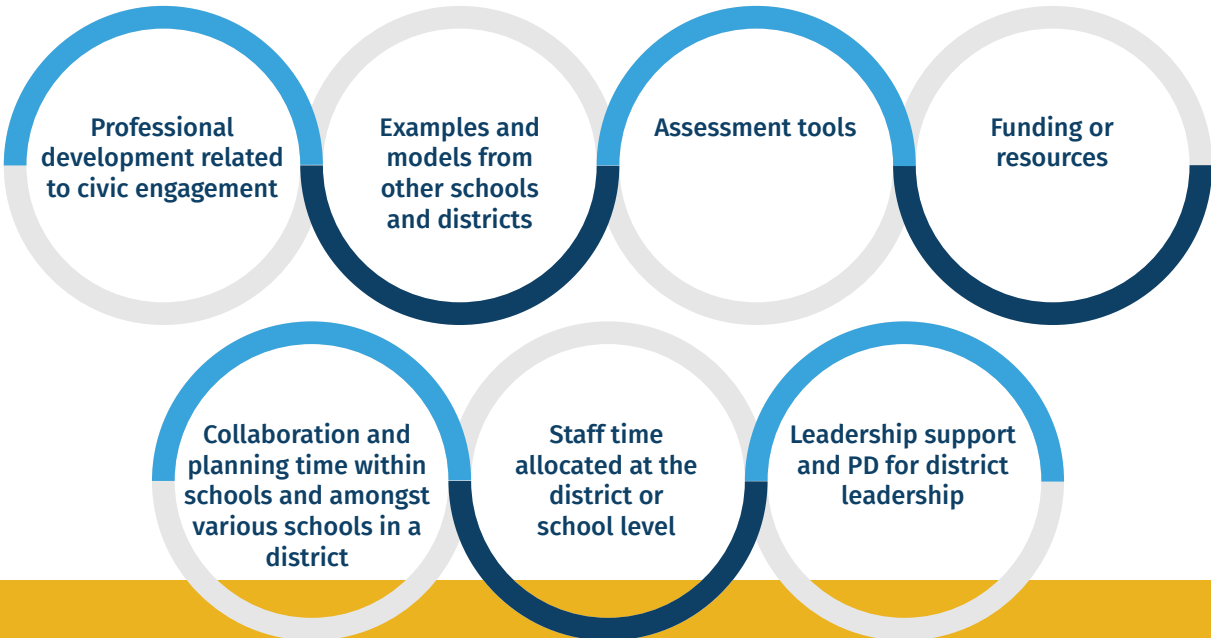 Professional
development related
to civic engagement
Examples and
models from
other schools
and districts
Assessment tools
Funding or
resources
Collaboration and
planning time within
schools and amongst
various schools in a
district
Staff time
allocated at the
district or
school level
Leadership support
and PD for district
leadership